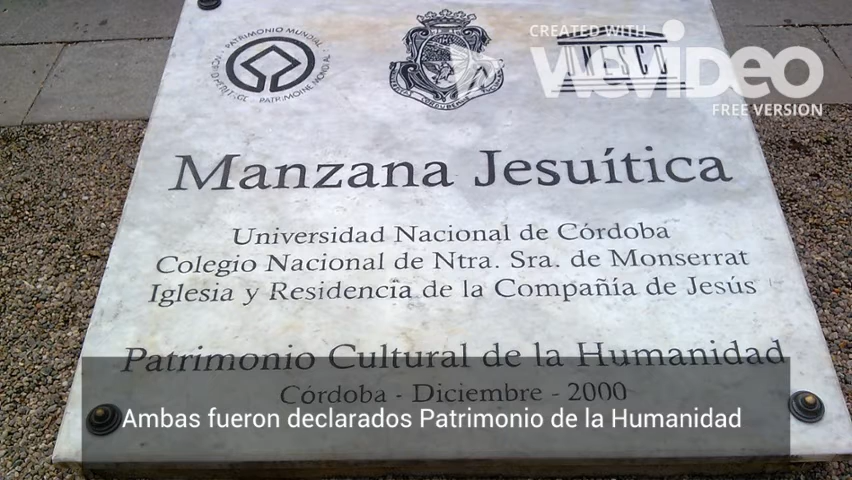 CREATED WITH
VivaVideo
FREE VERSION
PATRIMONIO MUNDIAL
PATRIMOINE MONDIAL
UNESCO
Manzana Jesuítica
Universidad Nacional de Córdoba
Colegio Nacional de Ntra. Sra. de Monserrat
Iglesia y Residencia de la Compañía de Jesús
Patrimonio Cultural de la Humanidad
Córdoba - Diciembre - 2000
Ambas fueron declarados Patrimonio de la Humanidad